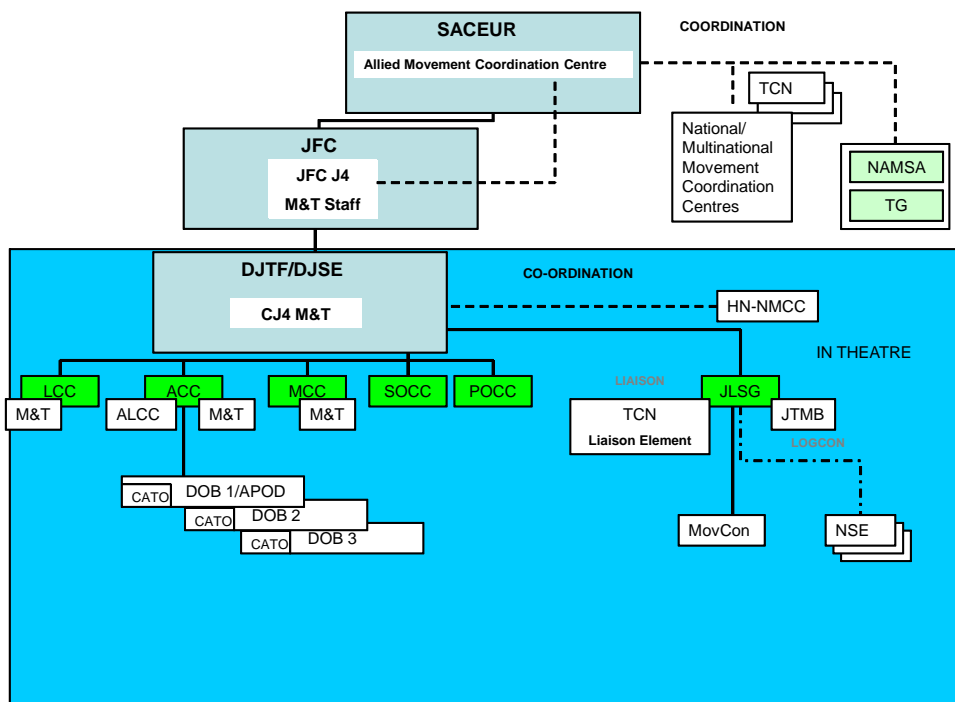 SACEUR
COORDINATION
Allied Movement Coordination Centre
TCN
National/
Multinational
Movement
Coordination
Centres
JFC
JFC J4
M&T Staff
NAMSA
TG
DJTF/DJSE
CO-ORDINATION
CJ4 M&T
HN-NMCC
IN THEATRE
LCC
ACC
MCC
SOCC
POCC
LIAISON
JLSG
M&T
ALCC
M&T
M&T
TCN
Liaison Element
JTMB
LOGCON
DOB 1/APOD
CATO
DOB 2
CATO
DOB 3
CATO
MovCon
NSE